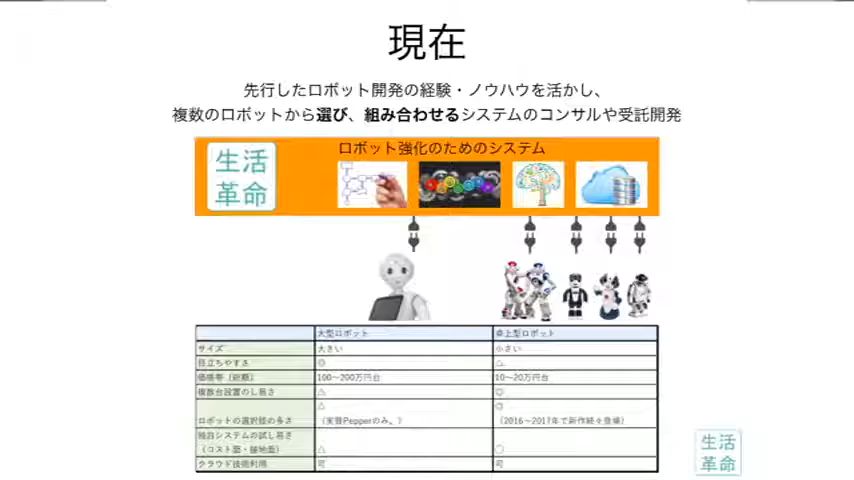 現在
先行したロボット開発の経験・ノウハウを活かし、
複数のロボットから選び、組み合わせるシステムのコンサルや受託開発
生活
革命
ロボット強化のためのシステム
大型ロボット 卓上型ロボット
サイズ 大きい 小さい
目立ちやすさ ◎ △
価格帯（総額） 100～200万円台 10～20万円台
複数台設置のし易さ △ ◎
△ ◎
ロボットの選択肢の多さ （実質Pepperのみ。） （2016～2017年で新作続々登場）
独自システムの試し易さ
（コスト面・接地面） △ ○
クラウド技術利用 可 可
生活
革命